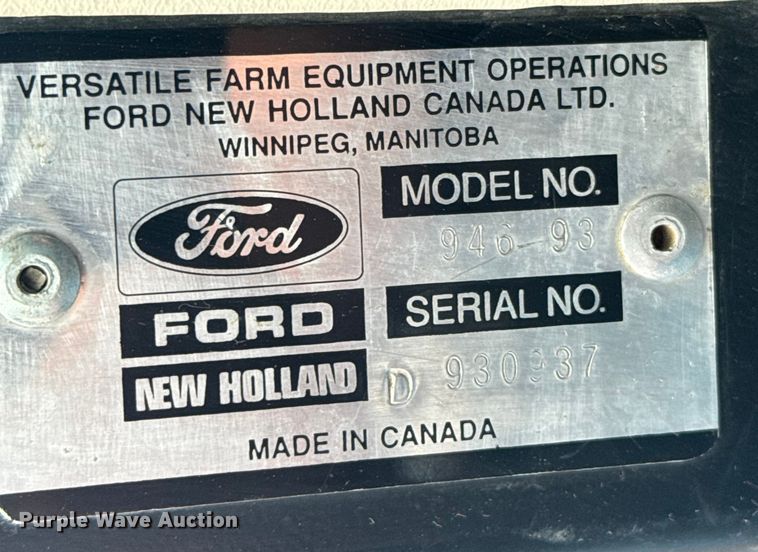 VERSATILE FARM EQUIPMENT OPERATIONS
FORD NEW HOLLAND CANADA LTD.
WINNIPEG, MANITOBA
Ford
MODEL NO.
946-93
FORD
SERIAL NO.
NEW HOLLAND
D
MADE IN CANADA
Purple Wave Auction